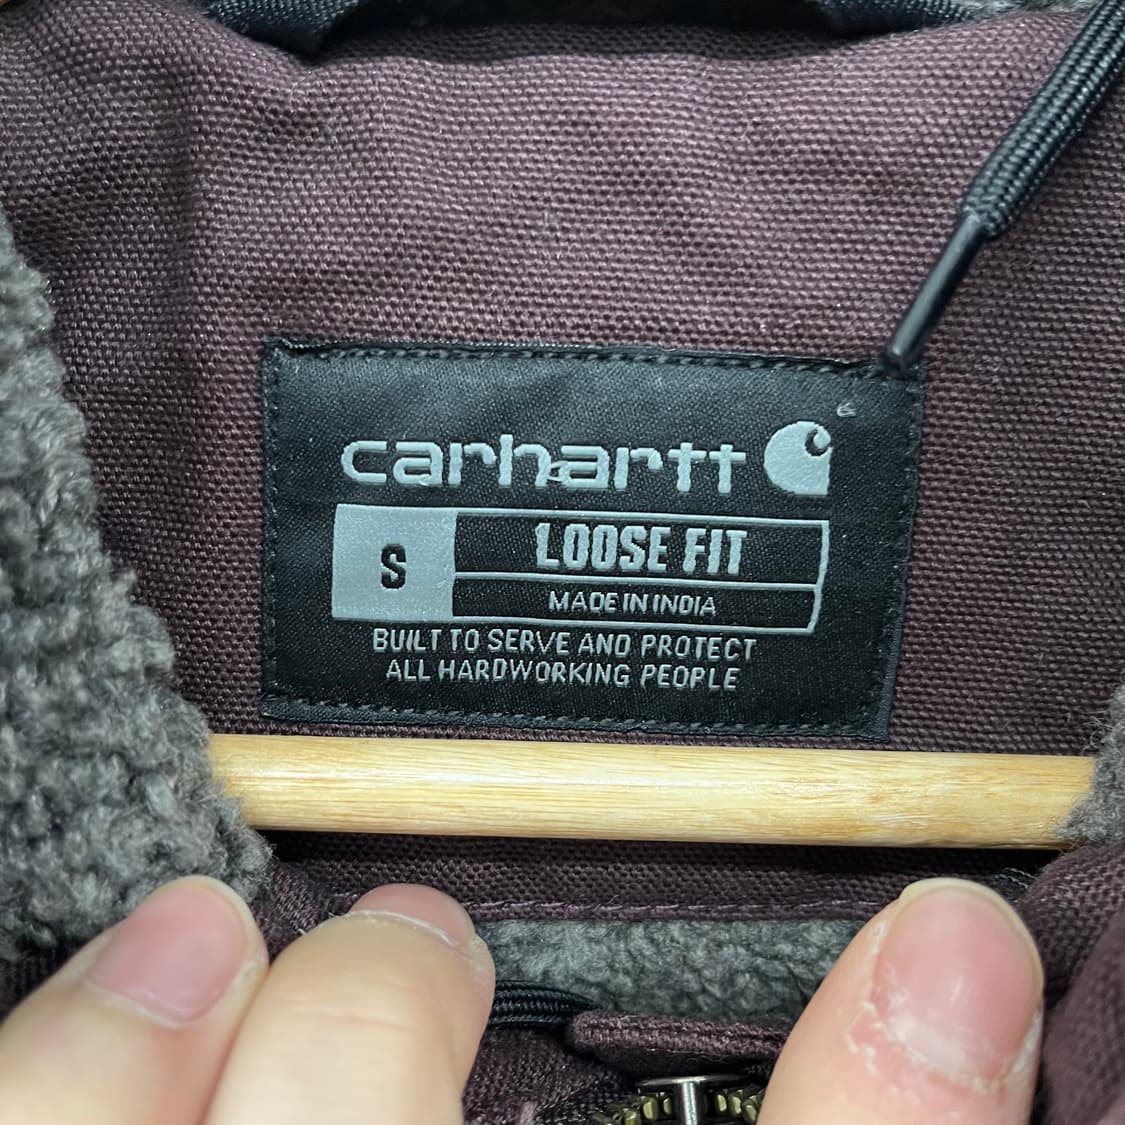 carhartt
S
LOOSE FIT
MADE IN INDIA
BUILT TO SERVE AND PROTECT
ALL HARDWORKING PEOPLE